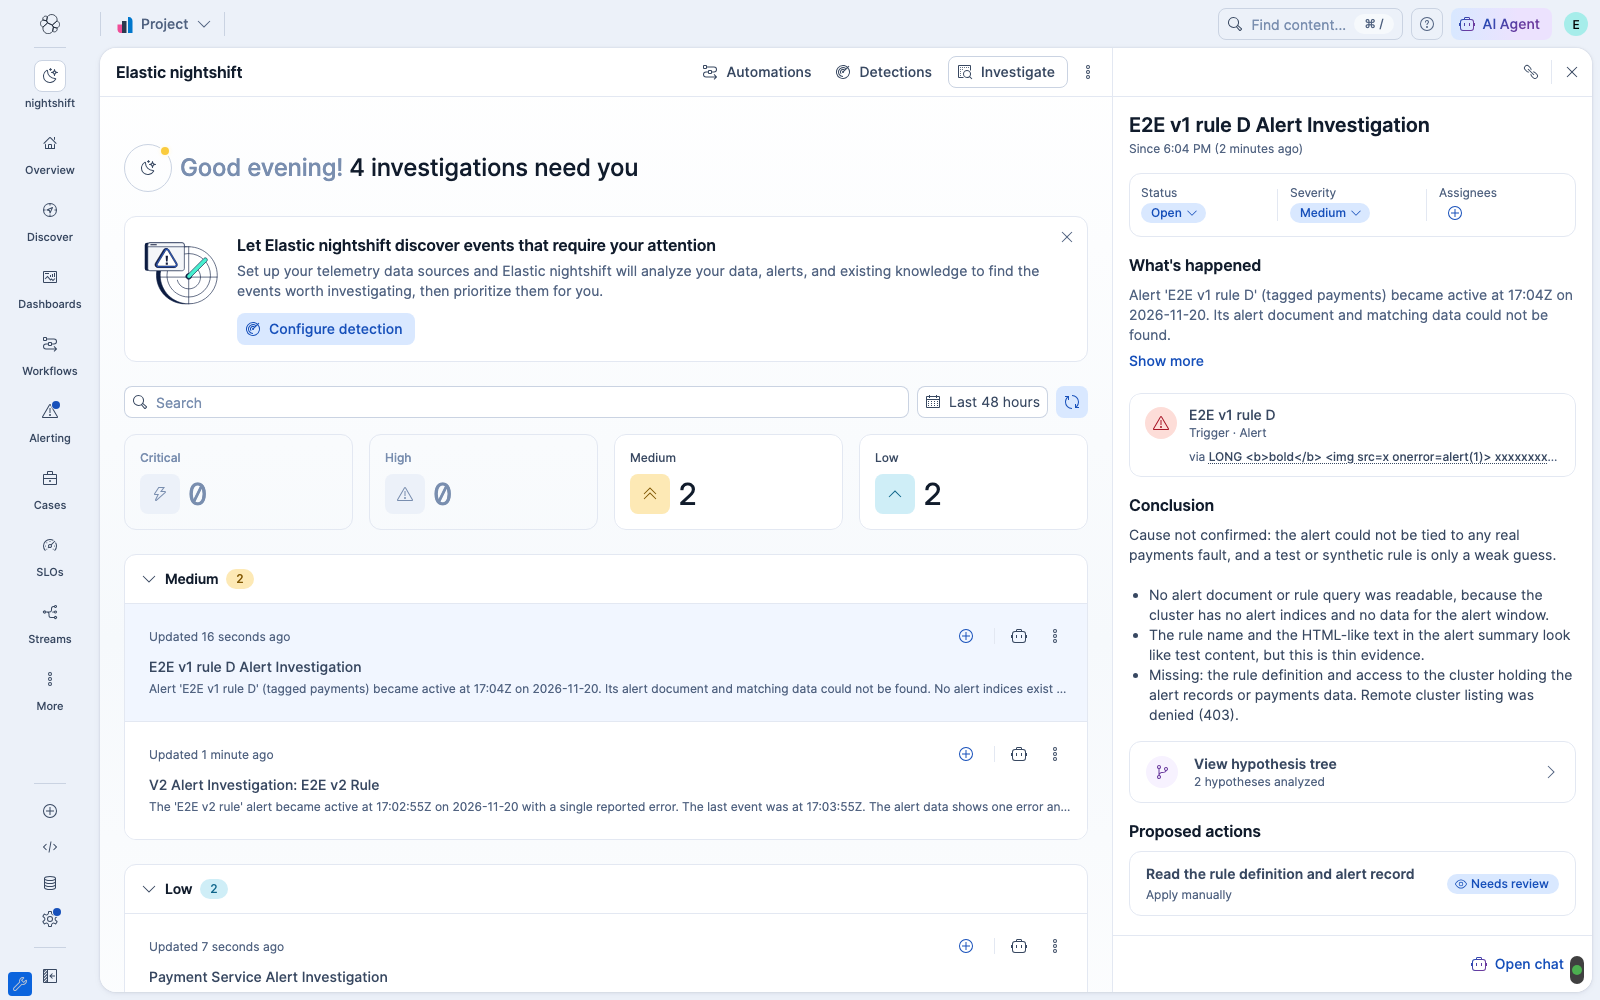 Project
Find content...
⌘ /
AI Agent
E
nightshift
Overview
Discover
Dashboards
Workflows
Alerting
Cases
SLOs
Streams
More
Elastic nightshift
Automations
Detections
Investigate
Good evening! 4 investigations need you
Let Elastic nightshift discover events that require your attention
Set up your telemetry data sources and Elastic nightshift will analyze your data, alerts, and existing knowledge to find the
events worth investigating, then prioritize them for you.
Configure detection
Search
Last 48 hours
Critical
0
High
0
Medium
2
Low
2
Medium 2
Updated 16 seconds ago
E2E v1 rule D Alert Investigation
Alert 'E2E v1 rule D' (tagged payments) became active at 17:04Z on 2026-11-20. Its alert document and matching data could not be found. No alert indices exist ...
Updated 1 minute ago
V2 Alert Investigation: E2E v2 Rule
The 'E2E v2 rule' alert became active at 17:02:55Z on 2026-11-20 with a single reported error. The last event was at 17:03:55Z. The alert data shows one error an...
Low 2
Updated 7 seconds ago
Payment Service Alert Investigation
E2E v1 rule D Alert Investigation
Since 6:04 PM (2 minutes ago)
Status
Open
Severity
Medium
Assignees
What's happened
Alert 'E2E v1 rule D' (tagged payments) became active at 17:04Z on
2026-11-20. Its alert document and matching data could not be
found.
Show more
E2E v1 rule D
Trigger · Alert
via LONG <b>bold</b> <img src=x onerror=alert(1)> xxxxxxxx...
Conclusion
Cause not confirmed: the alert could not be tied to any real
payments fault, and a test or synthetic rule is only a weak guess.
• No alert document or rule query was readable, because the
cluster has no alert indices and no data for the alert window.
• The rule name and the HTML-like text in the alert summary look
like test content, but this is thin evidence.
• Missing: the rule definition and access to the cluster holding the
alert records or payments data. Remote cluster listing was
denied (403).
View hypothesis tree
2 hypotheses analyzed
Proposed actions
Read the rule definition and alert record
Apply manually
Needs review
Open chat